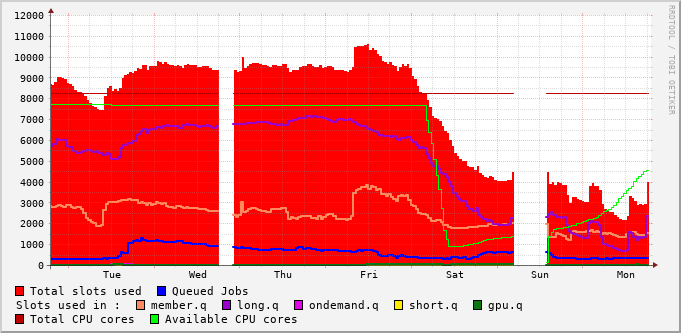 12000
11000
10000
9000
8000
7000
6000
5000
4000
3000
2000
1000
0
Tue Wed Thu Fri Sat Sun Mon
RRDTOOL / TOBI OETIKER
Total slots used Queued Jobs
Slots used in : member.q long.q ondemand.q short.q gpu.q
Total CPU cores Available CPU cores